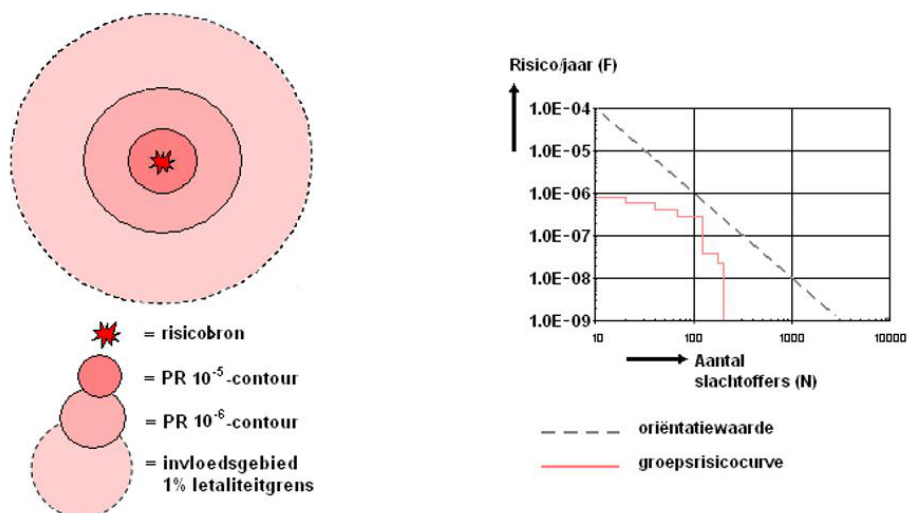 = risicobron
= PR 10⁻⁵-contour
= PR 10⁻⁶-contour
= invloedsgebied
1% letaliteitgrens
Risico/jaar (F)
1.0E-04
1.0E-05
1.0E-06
1.0E-07
1.0E-08
1.0E-09
10
100
1000
10000
Aantal
slachtoffers (N)
oriëntatiewaarde
groepsrisicocurve